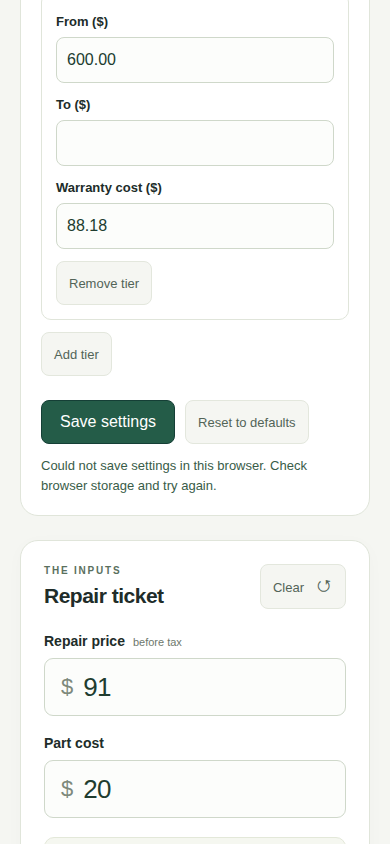 From ($)
600.00
To ($)
Warranty cost ($)
88.18
Remove tier
Add tier
Save settings Reset to defaults
Could not save settings in this browser. Check
browser storage and try again.
THE INPUTS
Repair ticket
Clear
Repair price before tax
$ 91
Part cost
$ 20